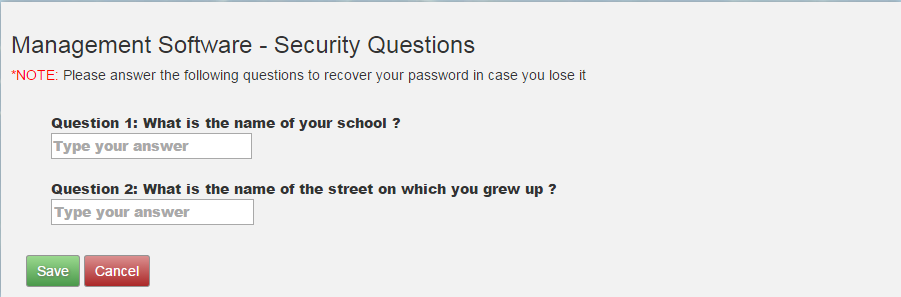 Management Software - Security Questions
*NOTE: Please answer the following questions to recover your password in case you lose it
Question 1: What is the name of your school ?
Type your answer
Question 2: What is the name of the street on which you grew up ?
Type your answer
Save Cancel